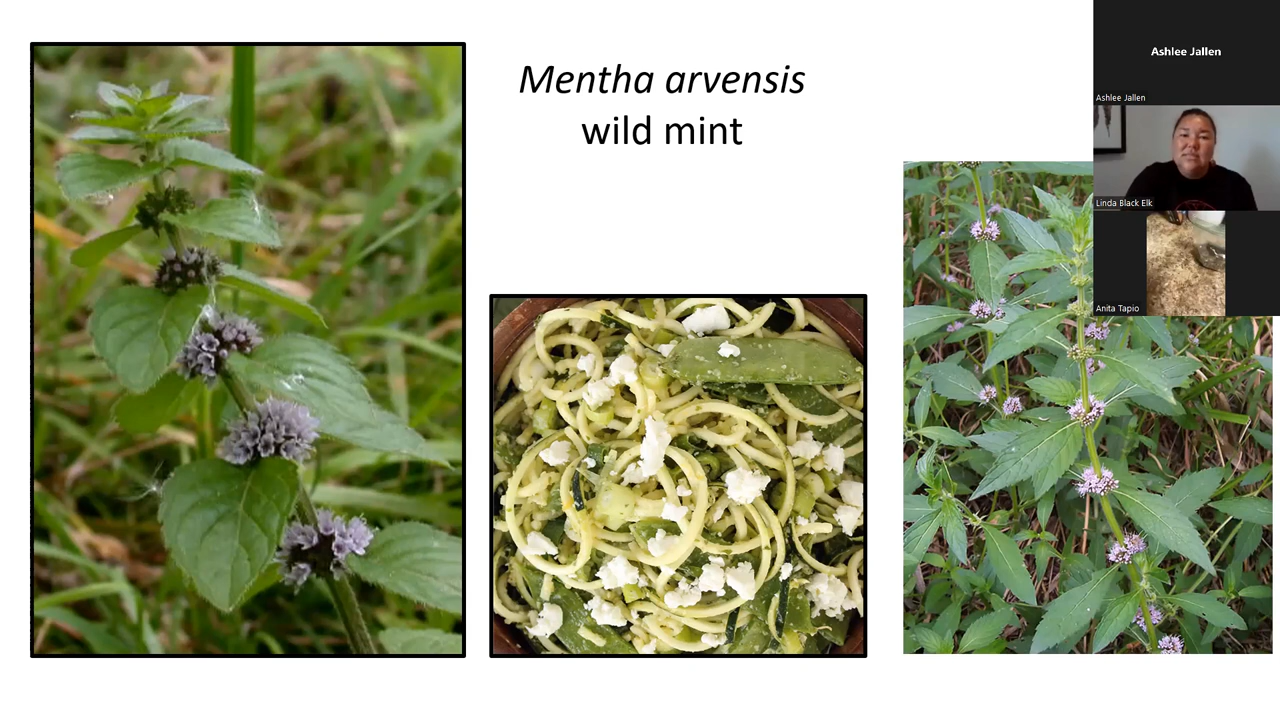 Mentha arvensis
wild mint
Ashlee Jallen
Ashlee Jallen
Linda Black Elk
Anita Tapio